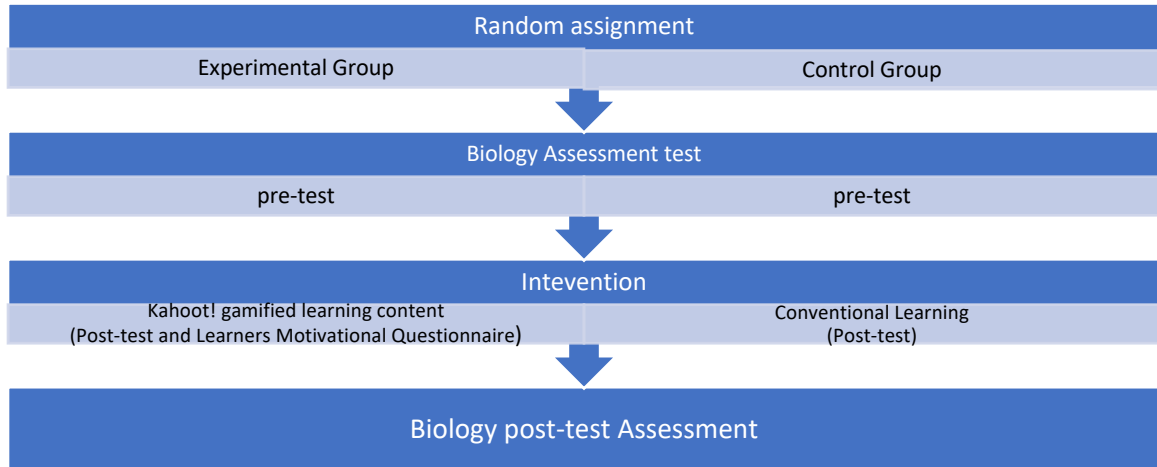 Random assignment
Experimental Group
Control Group
Biology Assessment test
pre-test
pre-test
Intevention
Kahoot! gamified learning content
(Post-test and Learners Motivational Questionnaire)
Conventional Learning
(Post-test)
Biology post-test Assessment